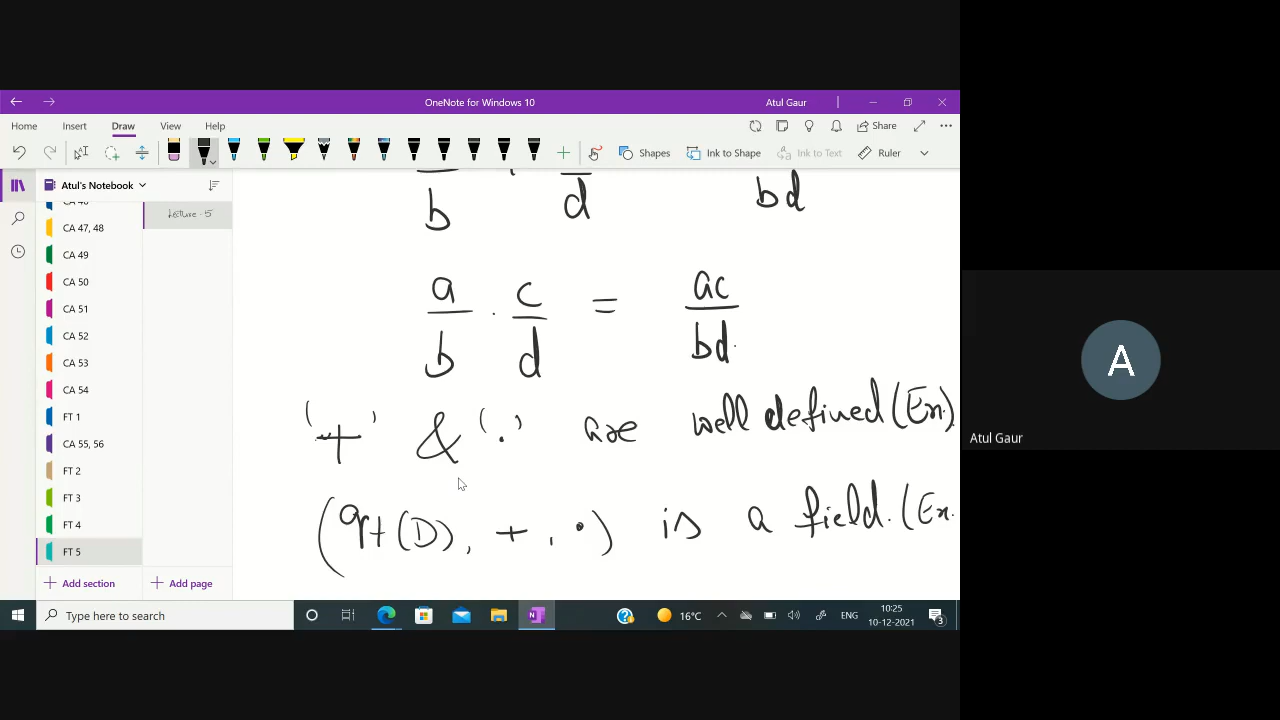 OneNote for Windows 10
Atul Gaur
Home Insert Draw View Help
Share
Shapes Ink to Shape Ink to Text Ruler
Atul's Notebook
CA 46
CA 47, 48
CA 49
CA 50
CA 51
CA 52
CA 53
CA 54
FT 1
CA 55, 56
FT 2
FT 3
FT 4
FT 5
Add section
Lecture - 5
Add page
b d bd
a/b · c/d = ac/bd.
'+' & '·' are well defined (Ex.)
(qf(D), +, ·) is a field. (Ex.
A
Atul Gaur
Type here to search
16°C
ENG
10:25
10-12-2021
3